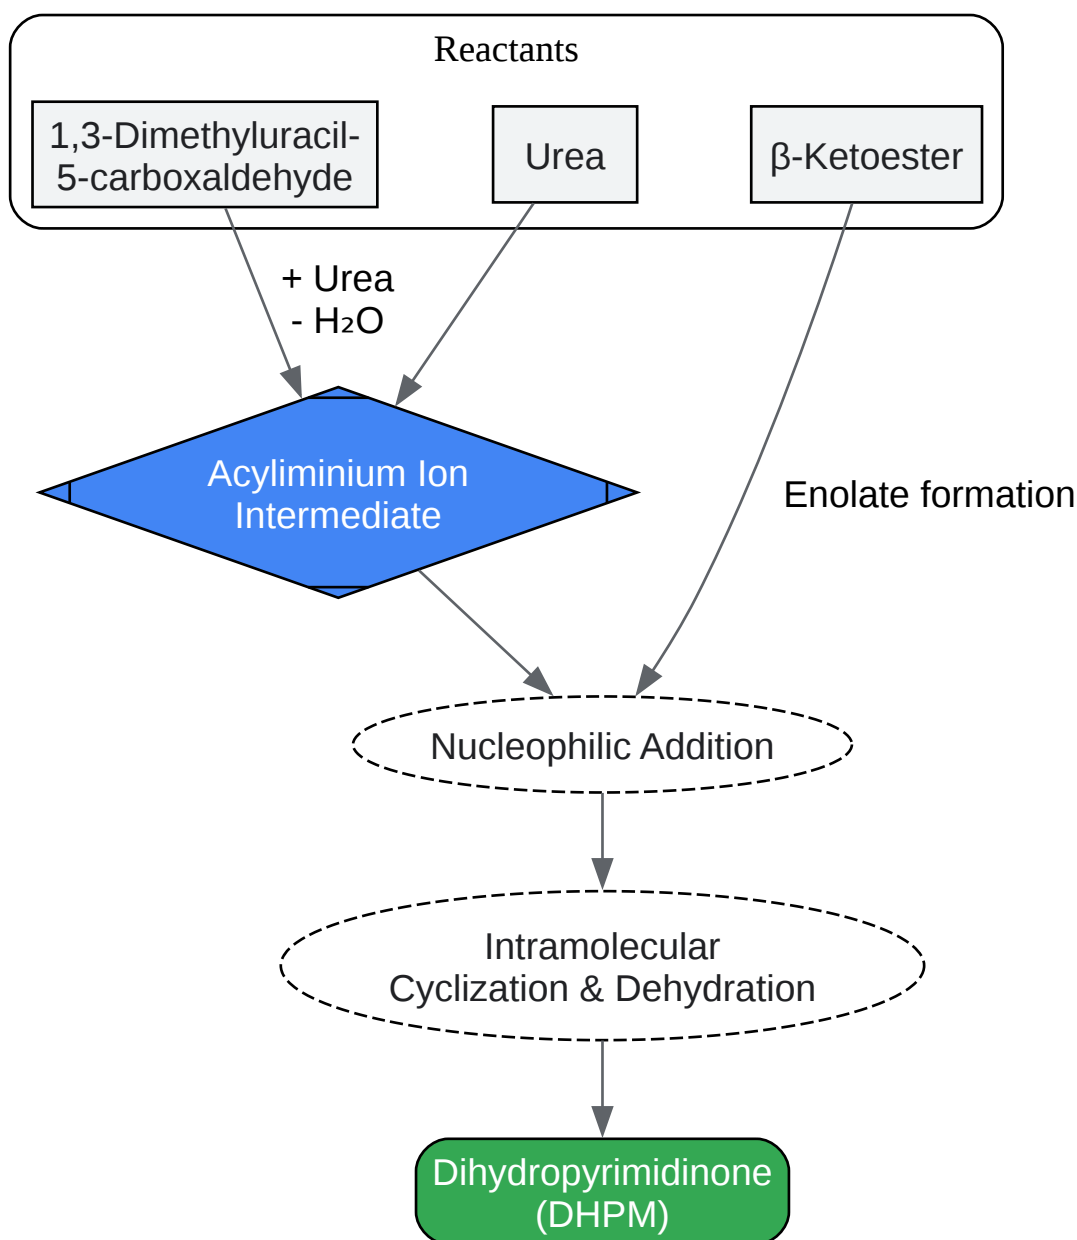 Reactants
1,3-Dimethyluracil-
5-carboxaldehyde
Urea
β-Ketoester
+ Urea
- H₂O
Acyliminium Ion
Intermediate
Enolate formation
Nucleophilic Addition
Intramolecular
Cyclization & Dehydration
Dihydropyrimidinone
(DHPM)